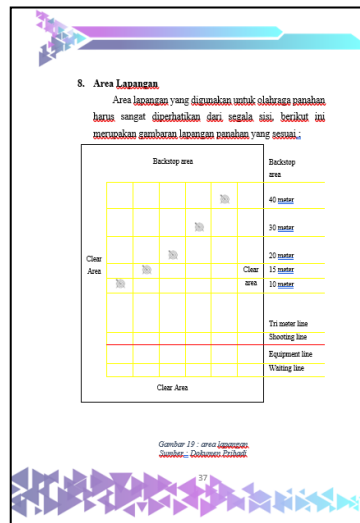 8. Area Lapangan
Area lapangan yang digunakan untuk olahraga panahan
harus sangat diperhatikan dari segala sisi, berikut ini
merupakan gambaran lapangan panahan yang sesuai :
Backstop area
Backstop
area
40 meter
30 meter
20 meter
Clear
Area
Clear
area
15 meter
10 meter
Tri meter line
Shooting line
Equipment line
Waiting line
Clear Area
Gambar 19 : area lapangan
Sumber : Dokumen Pribadi
37